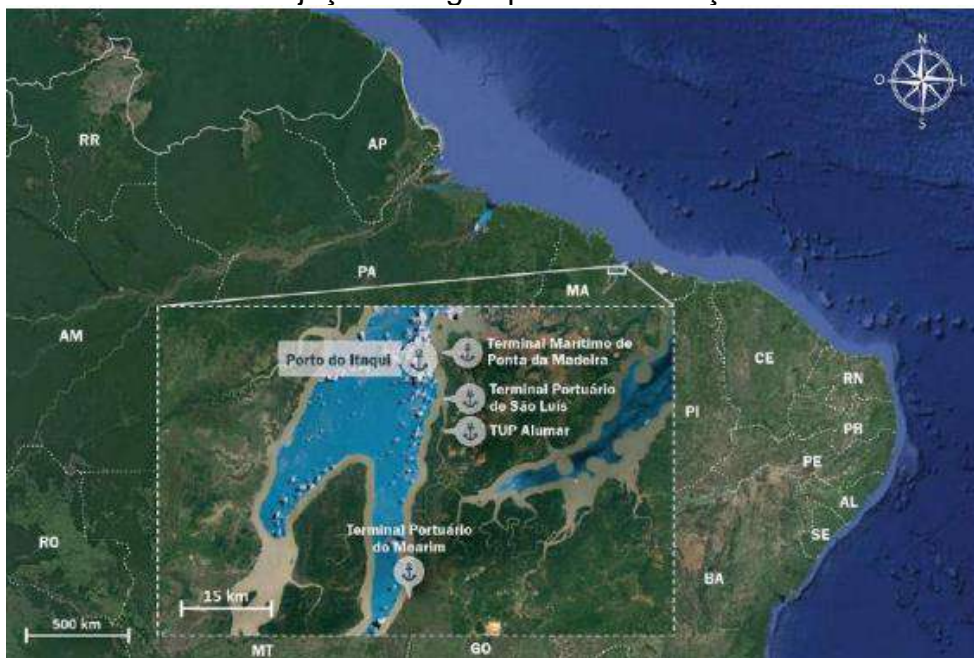 N
O
L
S
RR
AP
PA
MA
AM
CE
RN
PI
PB
PE
AL
SE
BA
RO
MT
GO
Porto do Itaqui
Terminal Marítimo de
Ponta da Madeira
Terminal Portuário
de São Luís
TUP Alumar
Terminal Portuário
do Mearim
15 km
500 km